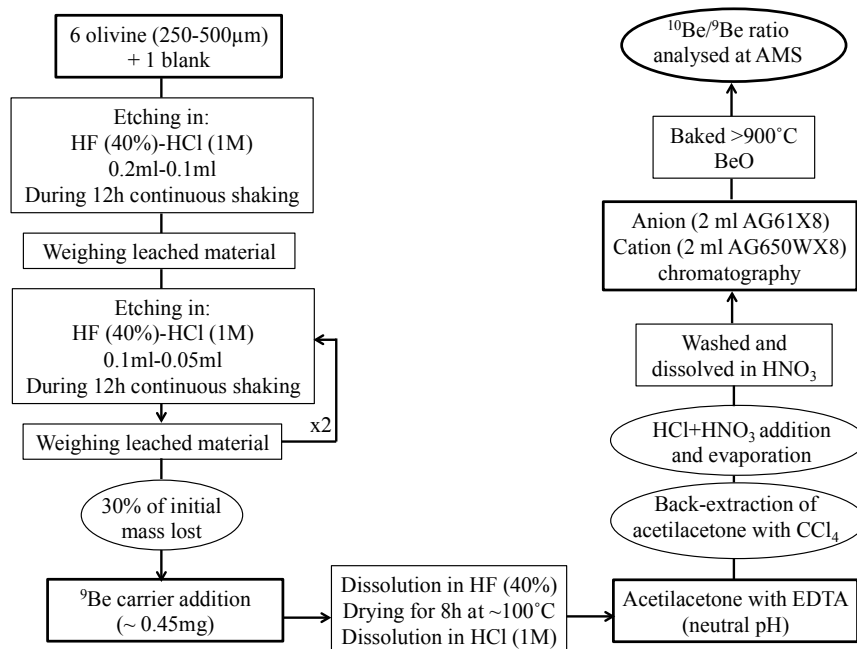 6 olivine (250-500µm)
+ 1 blank
Etching in:
HF (40%)-HCl (1M)
0.2ml-0.1ml
During 12h continuous shaking
Weighing leached material
Etching in:
HF (40%)-HCl (1M)
0.1ml-0.05ml
During 12h continuous shaking
x2
Weighing leached material
30% of initial
mass lost
⁹Be carrier addition
(~ 0.45mg)
Dissolution in HF (40%)
Drying for 8h at ~100˚C
Dissolution in HCl (1M)
Acetilacetone with EDTA
(neutral pH)
Back-extraction of
acetilacetone with CCl₄
HCl+HNO₃ addition
and evaporation
Washed and
dissolved in HNO₃
Anion (2 ml AG61X8)
Cation (2 ml AG650WX8)
chromatography
Baked >900˚C
BeO
¹⁰Be/⁹Be ratio
analysed at AMS